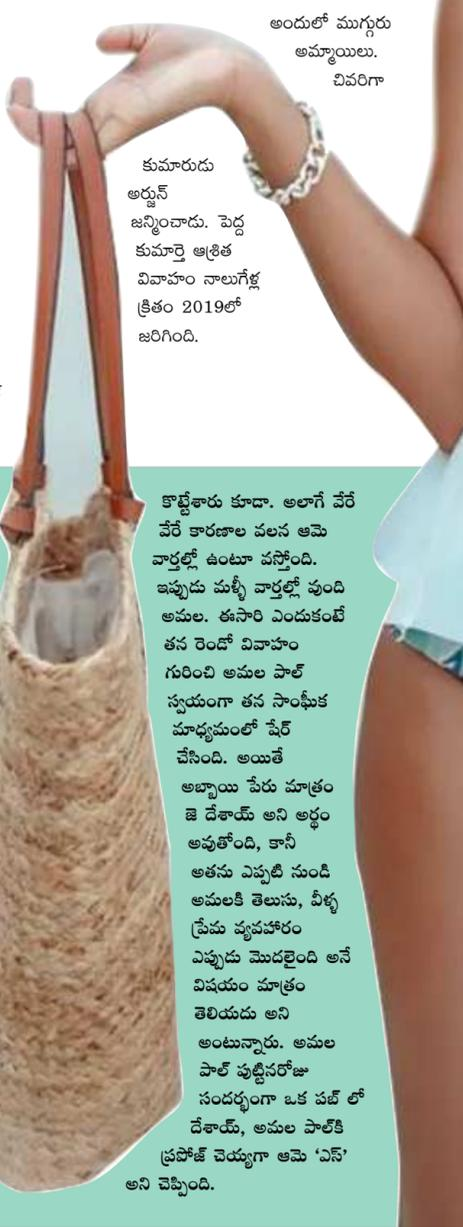 అందులో ముగ్గురు
అమ్మాయిలు.
చివరిగా
కుమారుడు
అర్జున్
జన్మించాడు. పెద్ద
కుమార్తె ఆశ్రిత
వివాహం నాలుగేళ్ల
క్రితం 2019లో
జరిగింది.
కొట్టేశారు కూడా. అలాగే వేరే
వేరే కారణాల వలన ఆమె
వార్తల్లో ఉంటూ వస్తోంది.
ఇప్పుడు మళ్ళీ వార్తల్లో వుంది
అమల. ఈసారి ఎందుకంటే
తన రెండో వివాహం
గురించి అమల పాల్
స్వయంగా తన సాంఘీక
మాధ్యమంలో షేర్
చేసింది. అయితే
అబ్బాయి పేరు మాత్రం
జె దేశాయ్ అని అర్థం
అవుతోంది, కానీ
అతను ఎప్పటి నుండి
అమలకి తెలుసు, వీళ్ళ
ప్రేమ వ్యవహారం
ఎప్పుడు మొదలైంది అనే
విషయం మాత్రం
తెలియదు అని
అంటున్నారు. అమల
పాల్ పుట్టినరోజు
సందర్భంగా ఒక పబ్ లో
దేశాయ్, అమల పాల్‌కి
ప్రపోజ్ చెయ్యగా ఆమె ‘ఎస్’
అని చెప్పింది.